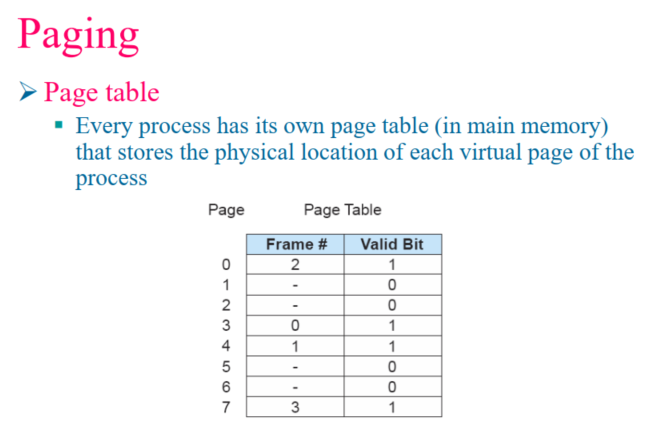 Paging
Page table
Every process has its own page table (in main memory)
that stores the physical location of each virtual page of the
process
Page Page Table
Frame # Valid Bit
0 2 1
1 - 0
2 - 0
3 0 1
4 1 1
5 - 0
6 - 0
7 3 1